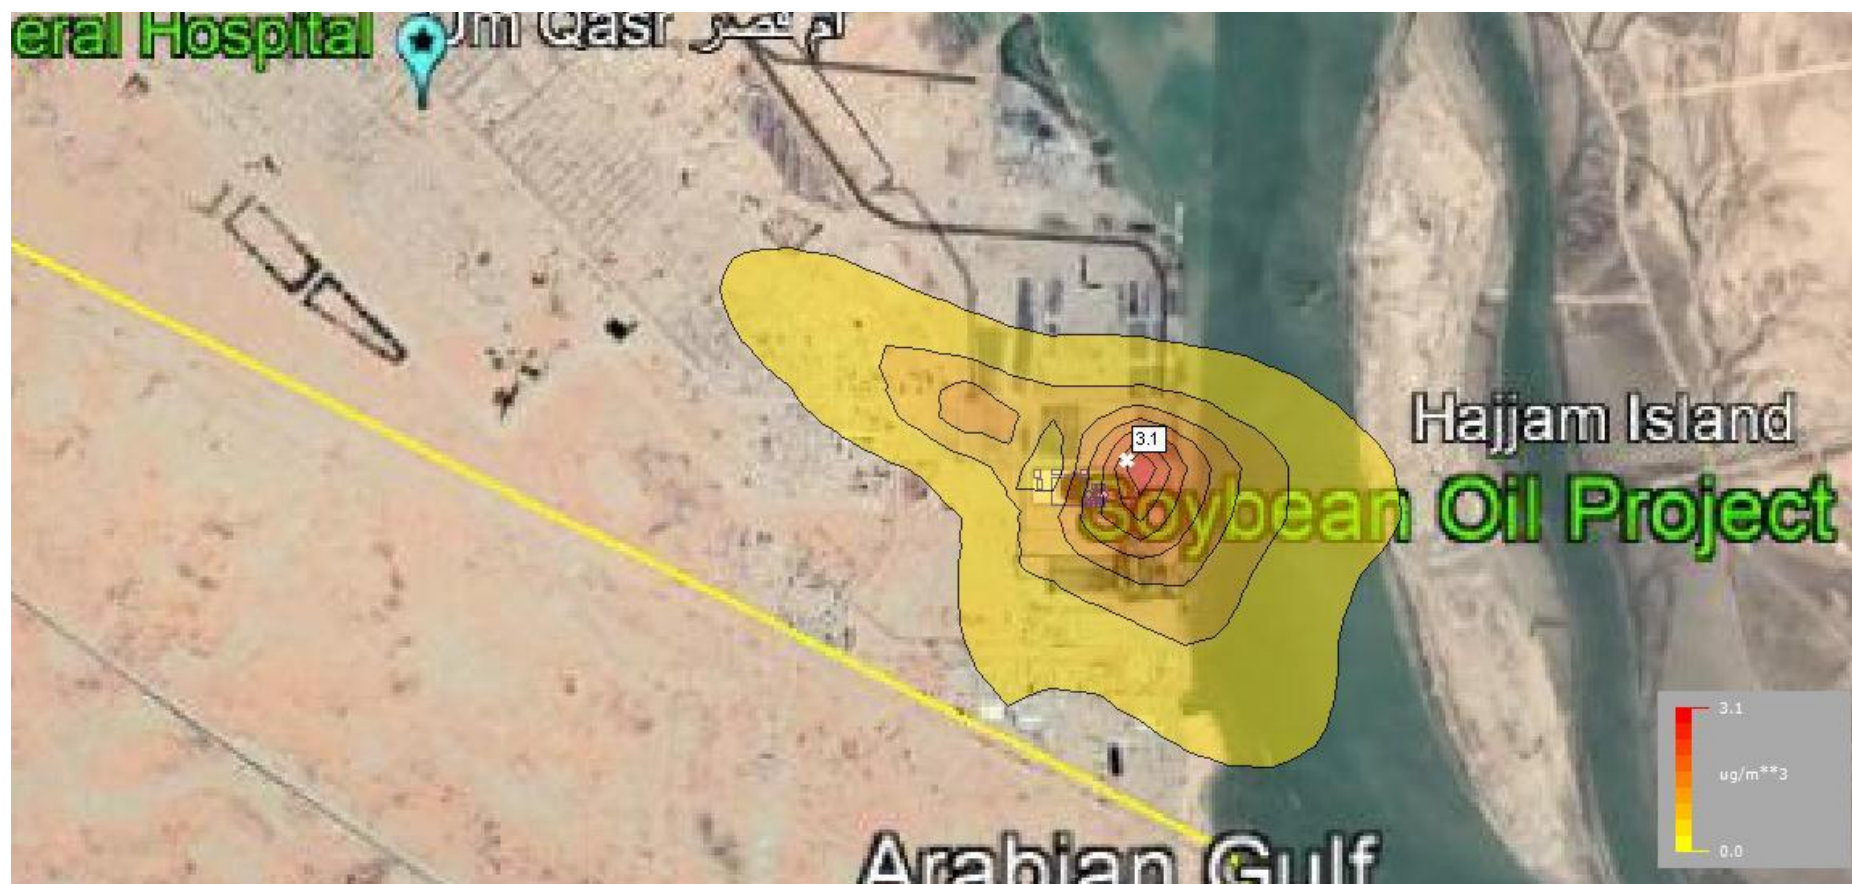 eral Hospital
Um Qasr أم قصر
3.1
Hajjam Island
Soybean Oil Project
3.1
ug/m**3
0.0
Arabian Gulf